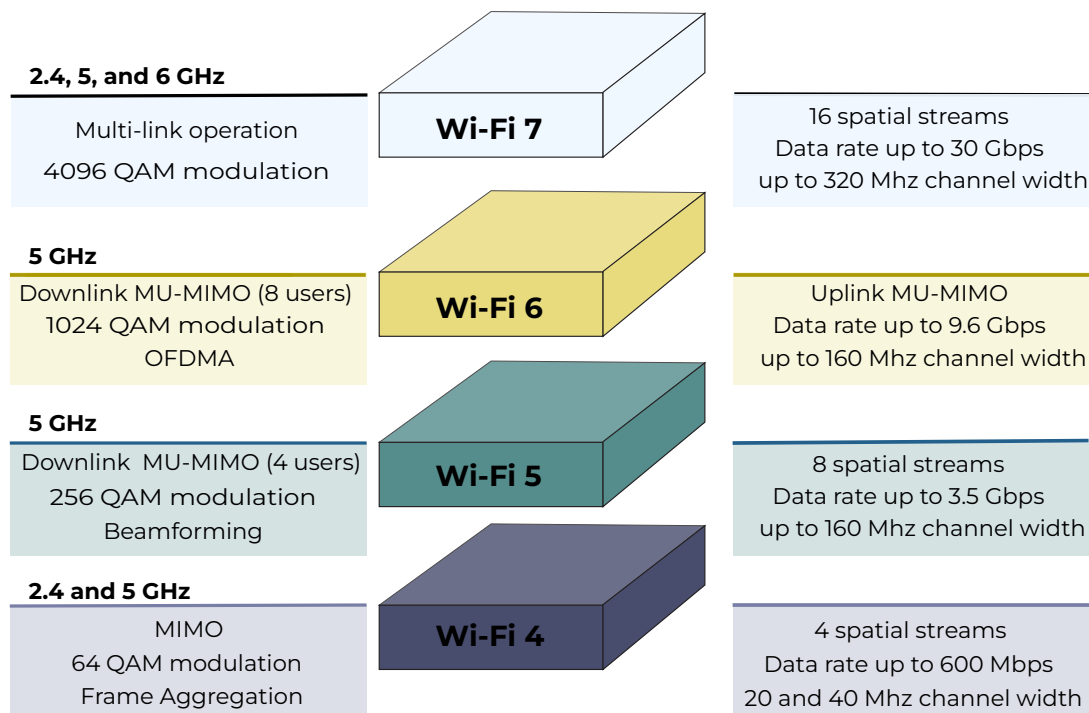 2.4, 5, and 6 GHz
Multi-link operation
4096 QAM modulation
Wi-Fi 7
16 spatial streams
Data rate up to 30 Gbps
up to 320 Mhz channel width
5 GHz
Downlink MU-MIMO (8 users)
1024 QAM modulation
OFDMA
Wi-Fi 6
Uplink MU-MIMO
Data rate up to 9.6 Gbps
up to 160 Mhz channel width
5 GHz
Downlink MU-MIMO (4 users)
256 QAM modulation
Beamforming
Wi-Fi 5
8 spatial streams
Data rate up to 3.5 Gbps
up to 160 Mhz channel width
2.4 and 5 GHz
MIMO
64 QAM modulation
Frame Aggregation
Wi-Fi 4
4 spatial streams
Data rate up to 600 Mbps
20 and 40 Mhz channel width